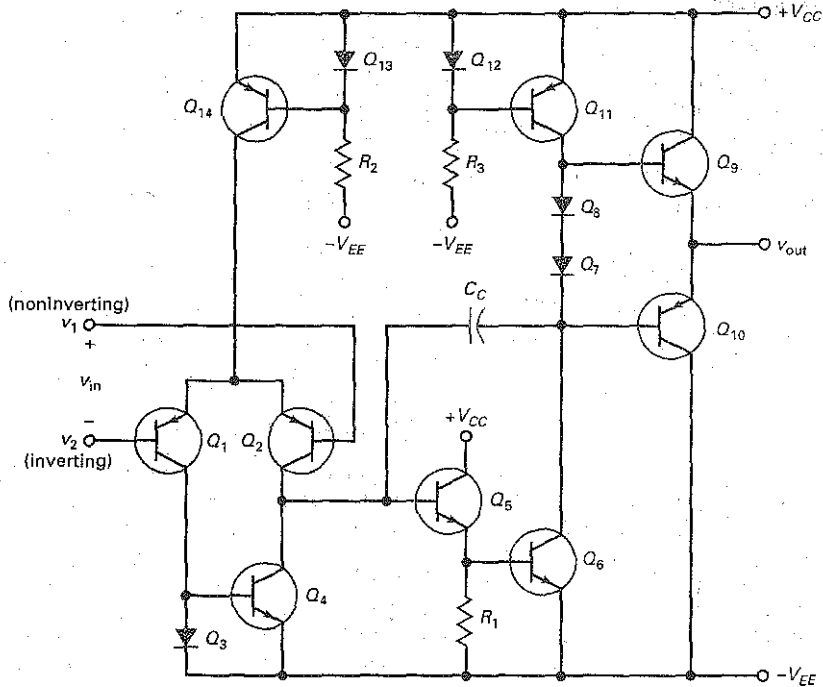 +V_CC
Q_13
Q_12
Q_14
Q_11
R_2
R_3
Q_9
Q_8
-V_EE
-V_EE
v_out
Q_7
C_C
(noninverting)
v_1
+
Q_10
v_in
+V_CC
-
v_2
Q_1
Q_2
(inverting)
Q_5
Q_6
Q_4
Q_3
R_1
-V_EE